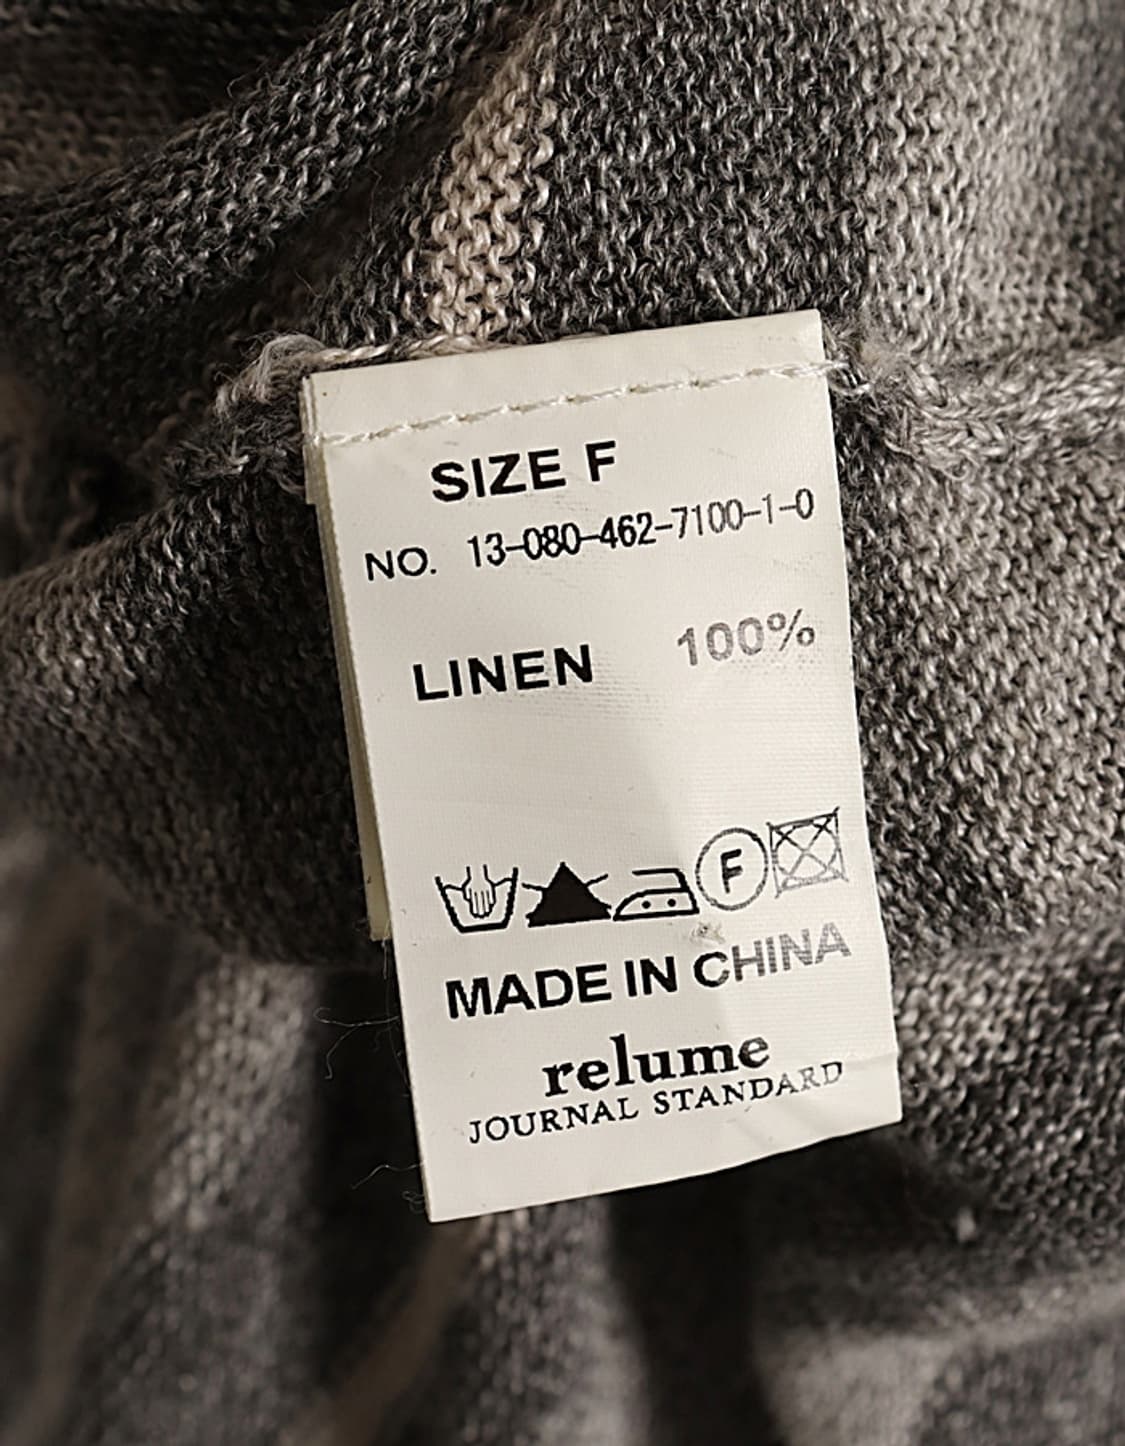 SIZE F
NO. 13-080-462-7100-1-0
LINEN 100%
F
MADE IN CHINA
relume
JOURNAL STANDARD